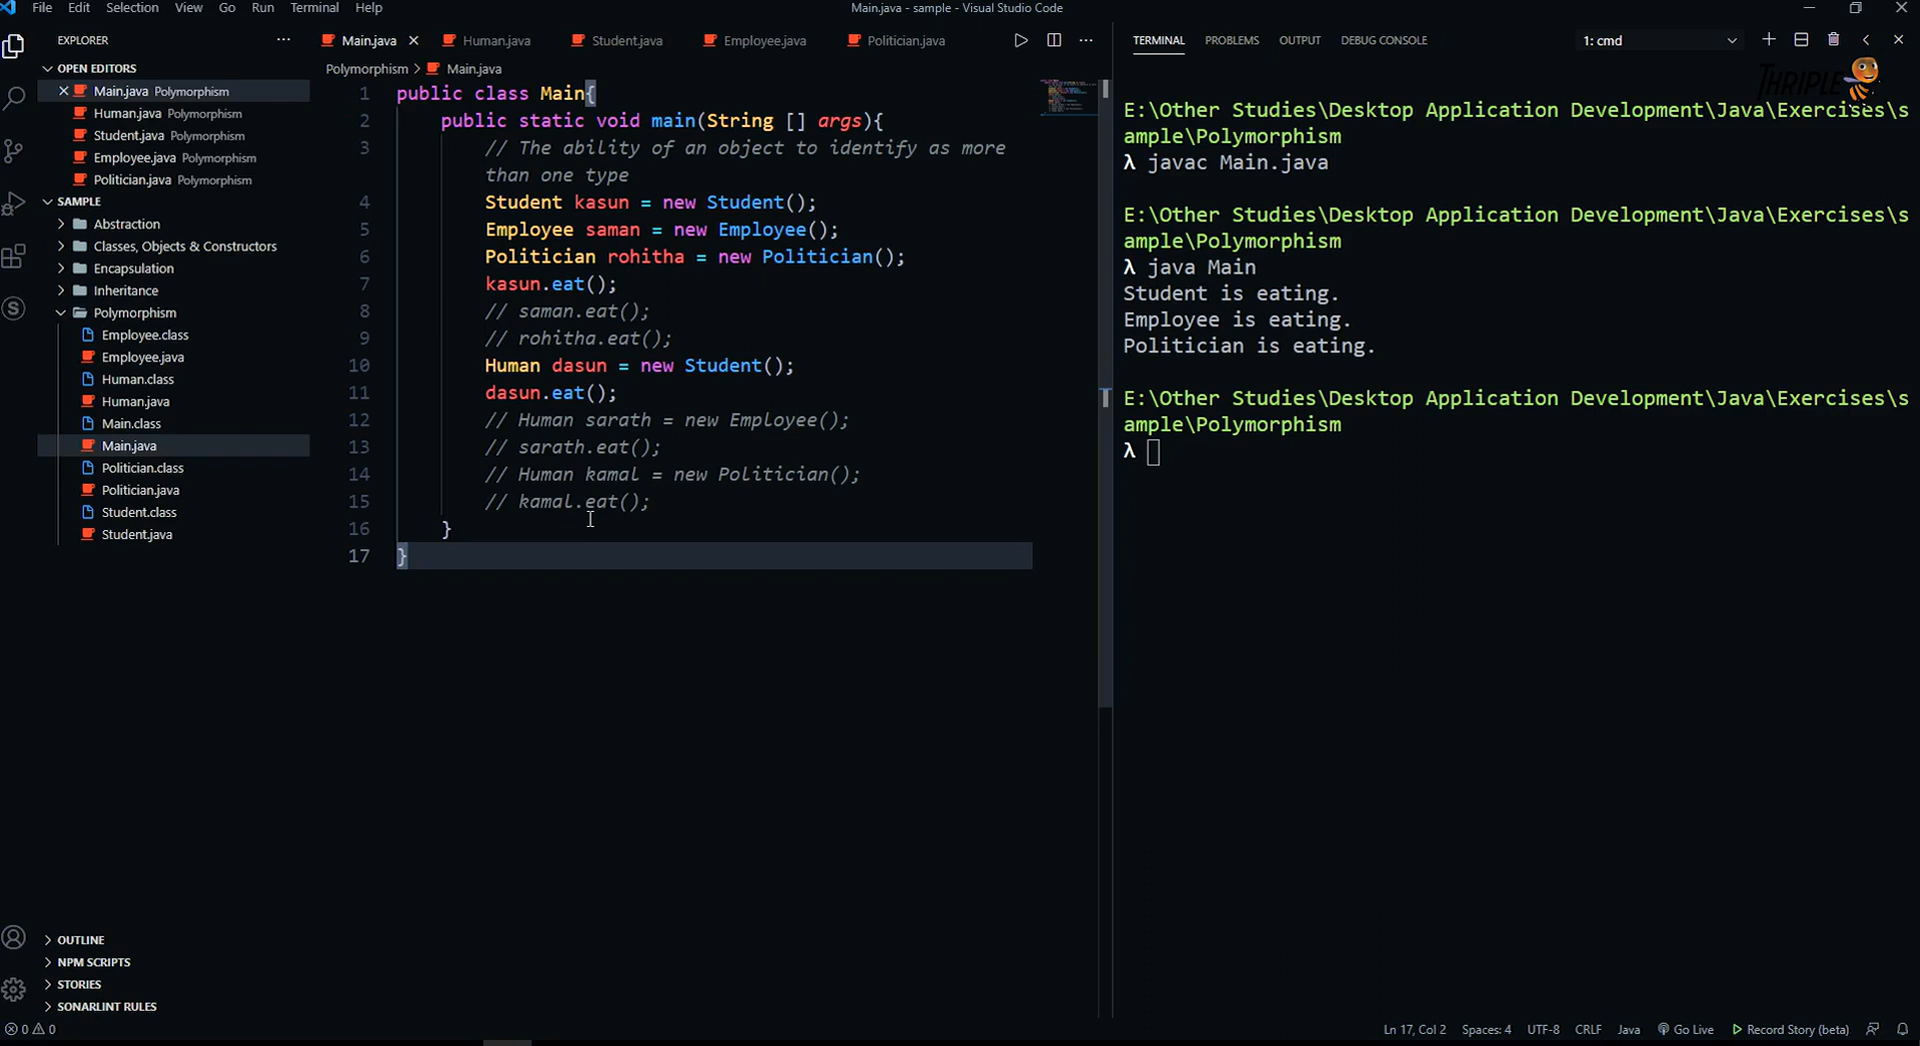 File Edit Selection View Go Run Terminal Help
Main.java - sample - Visual Studio Code
EXPLORER
OPEN EDITORS
Main.java Polymorphism
Human.java Polymorphism
Student.java Polymorphism
Employee.java Polymorphism
Politician.java Polymorphism
SAMPLE
Abstraction
Classes, Objects & Constructors
Encapsulation
Inheritance
Polymorphism
Employee.class
Employee.java
Human.class
Human.java
Main.class
Main.java
Politician.class
Politician.java
Student.class
Student.java
OUTLINE
NPM SCRIPTS
STORIES
SONARLINT RULES
Main.java Human.java Student.java Employee.java Politician.java
Polymorphism > Main.java
1 public class Main{
2 public static void main(String [] args){
3 // The ability of an object to identify as more
than one type
4 Student kasun = new Student();
5 Employee saman = new Employee();
6 Politician rohitha = new Politician();
7 kasun.eat();
8 // saman.eat();
9 // rohitha.eat();
10 Human dasun = new Student();
11 dasun.eat();
12 // Human sarath = new Employee();
13 // sarath.eat();
14 // Human kamal = new Politician();
15 // kamal.eat();
16 }
17 }
TERMINAL PROBLEMS OUTPUT DEBUG CONSOLE 1: cmd
THRIPLE
E:\Other Studies\Desktop Application Development\Java\Exercises\s
ample\Polymorphism
λ javac Main.java
E:\Other Studies\Desktop Application Development\Java\Exercises\s
ample\Polymorphism
λ java Main
Student is eating.
Employee is eating.
Politician is eating.
E:\Other Studies\Desktop Application Development\Java\Exercises\s
ample\Polymorphism
λ
0 0
Ln 17, Col 2 Spaces: 4 UTF-8 CRLF Java Go Live Record Story (beta)